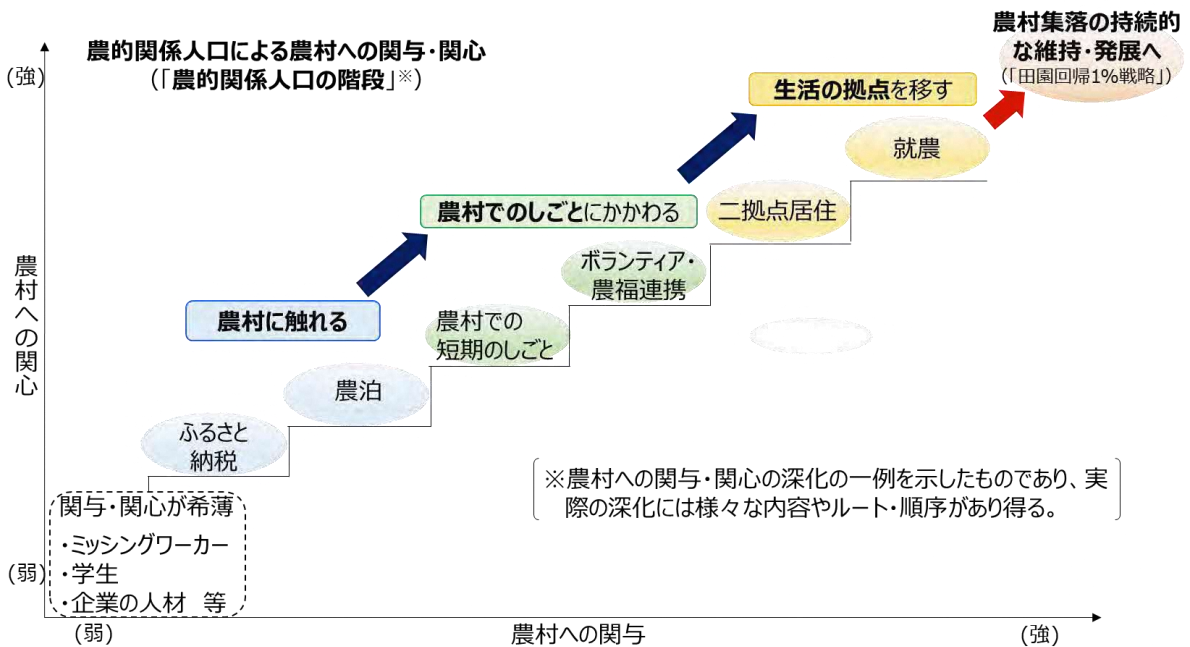 農的関係人口による農村への関与・関心
(「農的関係人口の階段」※)
農村集落の持続的
な維持・発展へ
(「田園回帰1%戦略」)
(強)
生活の拠点を移す
就農
農村でのしごとにかかわる
二拠点居住
ボランティア・
農福連携
農村に触れる
農村での
短期のしごと
農泊
ふるさと
納税
農村への関心
※農村への関与・関心の深化の一例を示したものであり、実
際の深化には様々な内容やルート・順序があり得る。
関与・関心が希薄
・ミッシングワーカー
・学生
・企業の人材 等
(弱)
(弱)
農村への関与
(強)